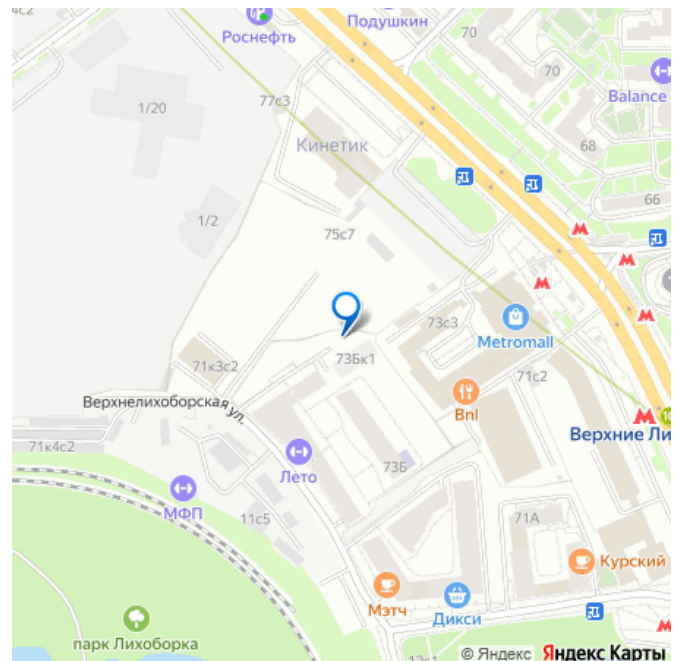 Роснефть
Подушкин
70
70
77с3
1/20
Balance
Кинетик
68
66
1/2
75с7
73с3
Metromall
73Бк1
71к3с2
71с2
Верхнелихоборская ул.
Bnl
Верхние Ли
71к4с2
Лето
73Б
МФП
11с5
71А
Курский
Мэтч
Дикси
парк Лихоборка
© Яндекс Яндекс Карты